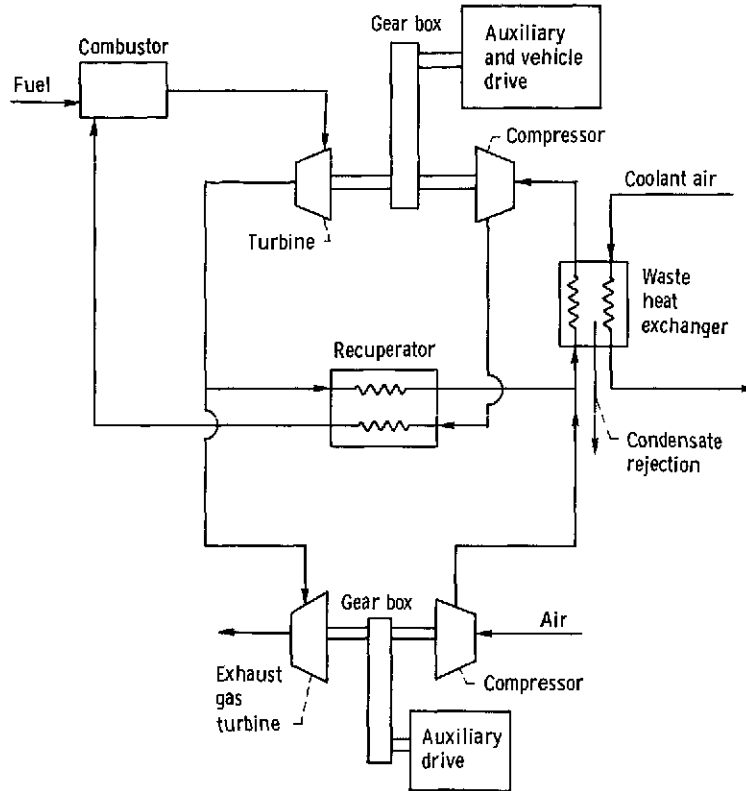 Gear box
Auxiliary
and vehicle
drive
Combustor
Fuel
Compressor
Coolant air
Turbine
Waste
heat
exchanger
Recuperator
Condensate
rejection
Gear box
Air
Exhaust
gas
turbine
Compressor
Auxiliary
drive